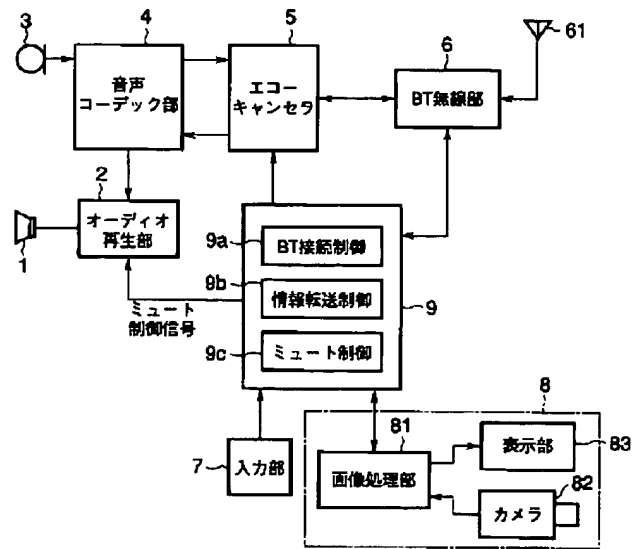 3
4
5
6
61
音声
コーデック部
エコー
キャンセラ
BT無線部
2
オーディオ
再生部
1
9a
BT接続制御
9b
情報転送制御
9
ミュート
制御信号
9c
ミュート制御
8
81
表示部
83
7
入力部
画像処理部
82
カメラ